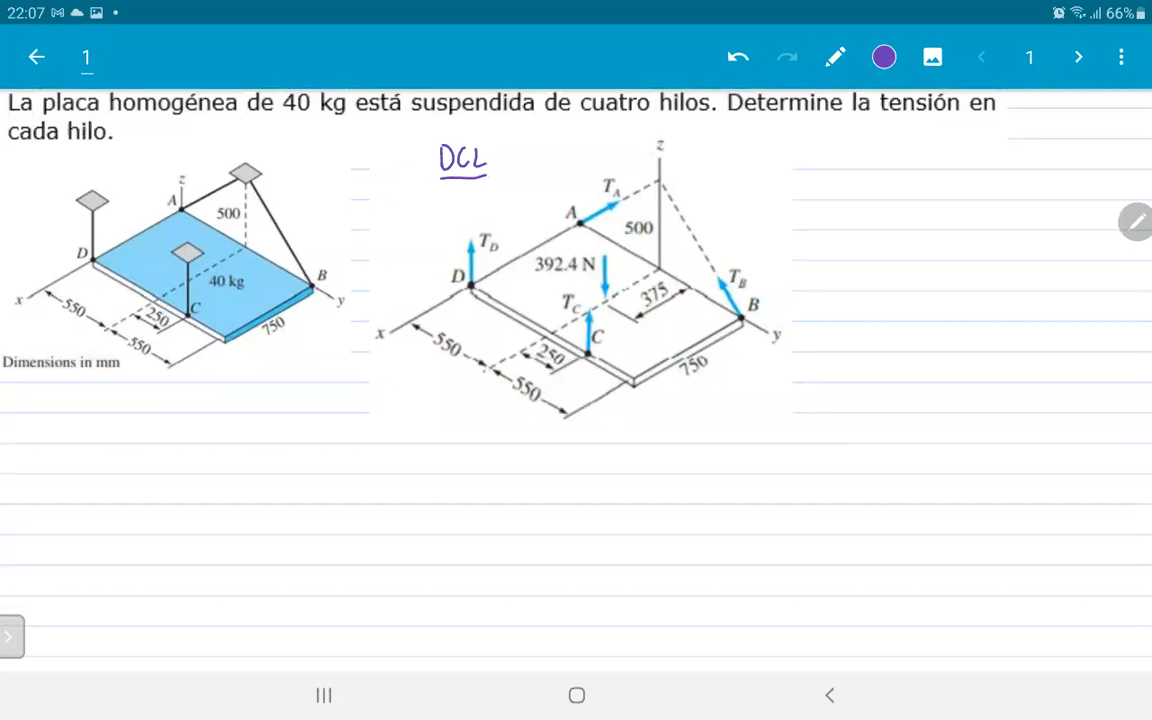 22:07
66%
1
1
La placa homogénea de 40 kg está suspendida de cuatro hilos. Determine la tensión en
cada hilo.
DCL
z
A
500
D
40 kg
C
B
x
y
550
250
550
750
Dimensions in mm
z
T_A
A
500
T_D
392.4 N
D
T_C
375
T_B
B
C
x
y
550
250
550
750